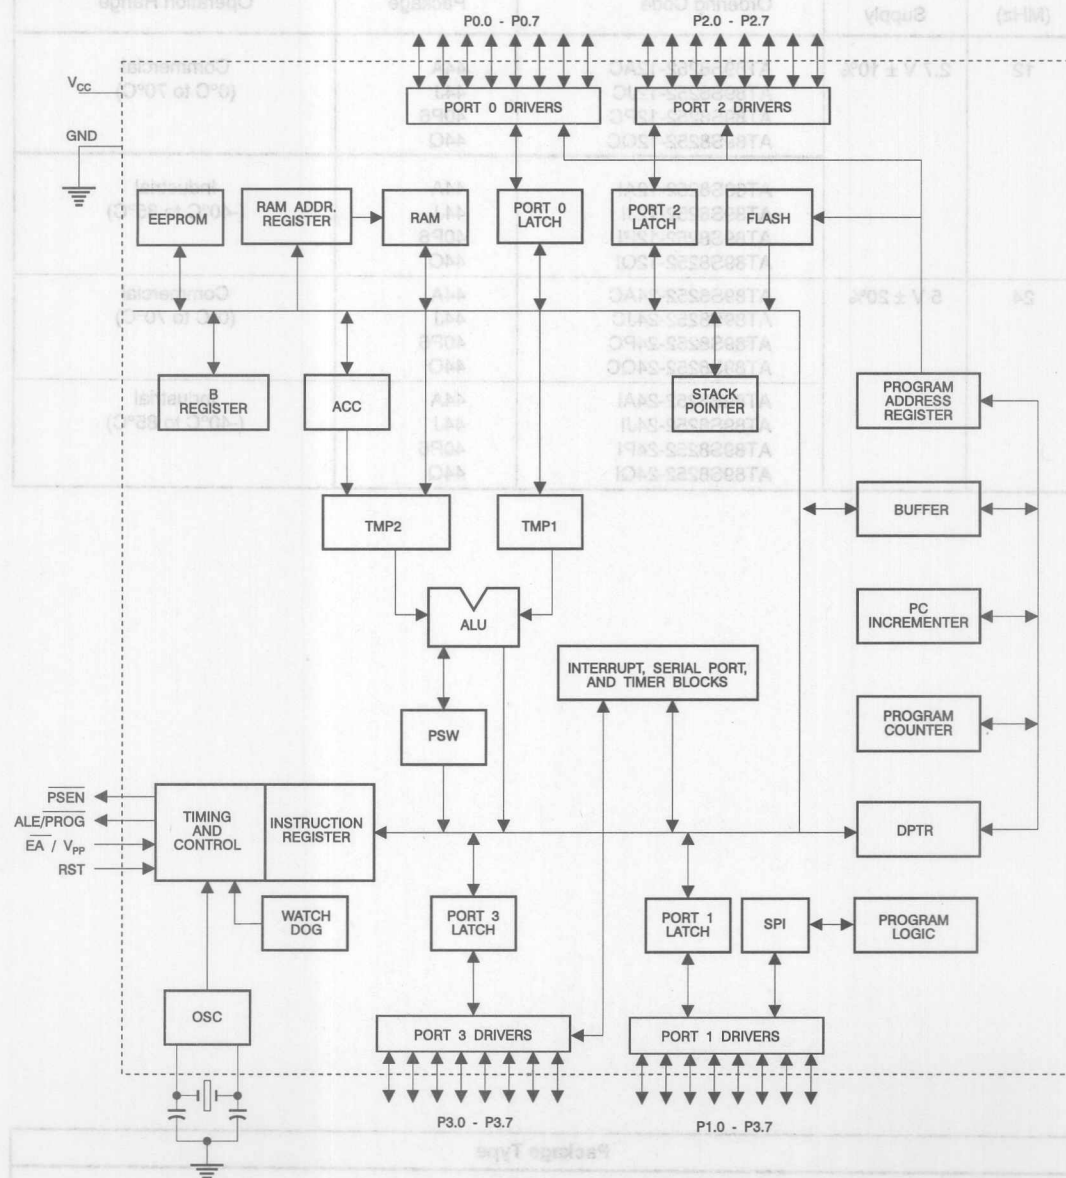 P0.0 - P0.7
P2.0 - P2.7
V_CC
GND
PORT 0 DRIVERS
PORT 2 DRIVERS
EEPROM
RAM ADDR.
REGISTER
RAM
PORT 0
LATCH
PORT 2
LATCH
FLASH
B
REGISTER
ACC
STACK
POINTER
PROGRAM
ADDRESS
REGISTER
TMP2
TMP1
BUFFER
ALU
PC
INCREMENTER
INTERRUPT, SERIAL PORT,
AND TIMER BLOCKS
PSW
PROGRAM
COUNTER
PSEN
ALE/PROG
EA / V_PP
RST
TIMING
AND
CONTROL
INSTRUCTION
REGISTER
DPTR
WATCH
DOG
PORT 3
LATCH
PORT 1
LATCH
SPI
PROGRAM
LOGIC
OSC
PORT 3 DRIVERS
PORT 1 DRIVERS
P3.0 - P3.7
P1.0 - P3.7
Package Type